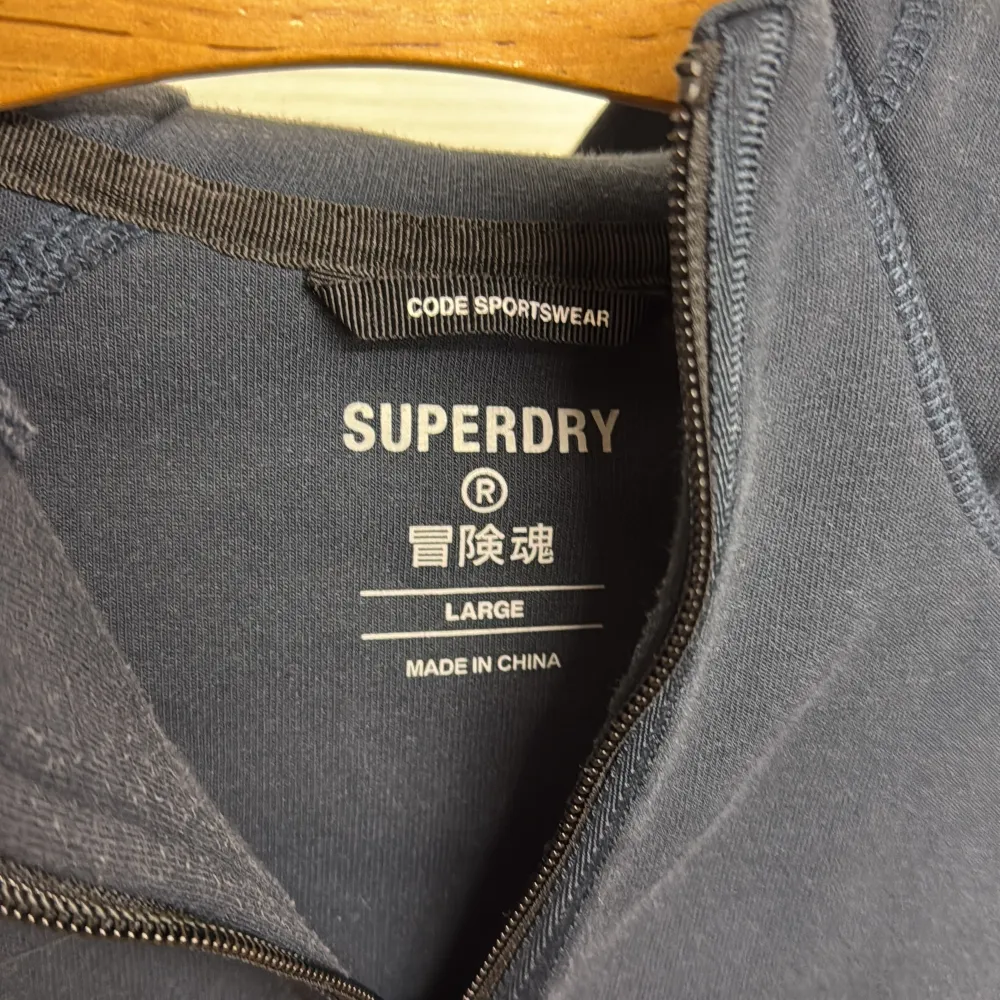 CODE SPORTSWEAR
SUPERDRY
®
冒険魂
LARGE
MADE IN CHINA